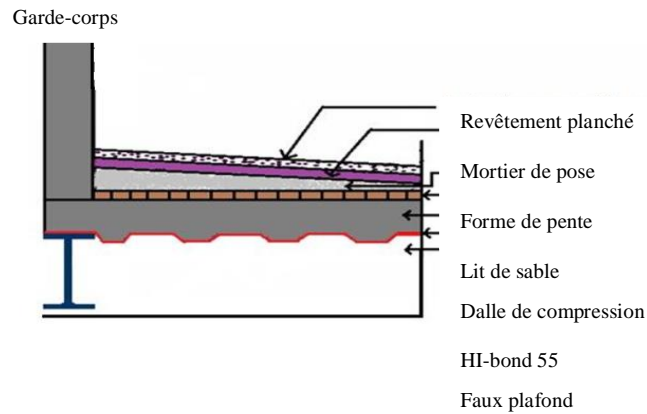 Garde-corps
Revêtement planché
Mortier de pose
Forme de pente
Lit de sable
Dalle de compression
HI-bond 55
Faux plafond